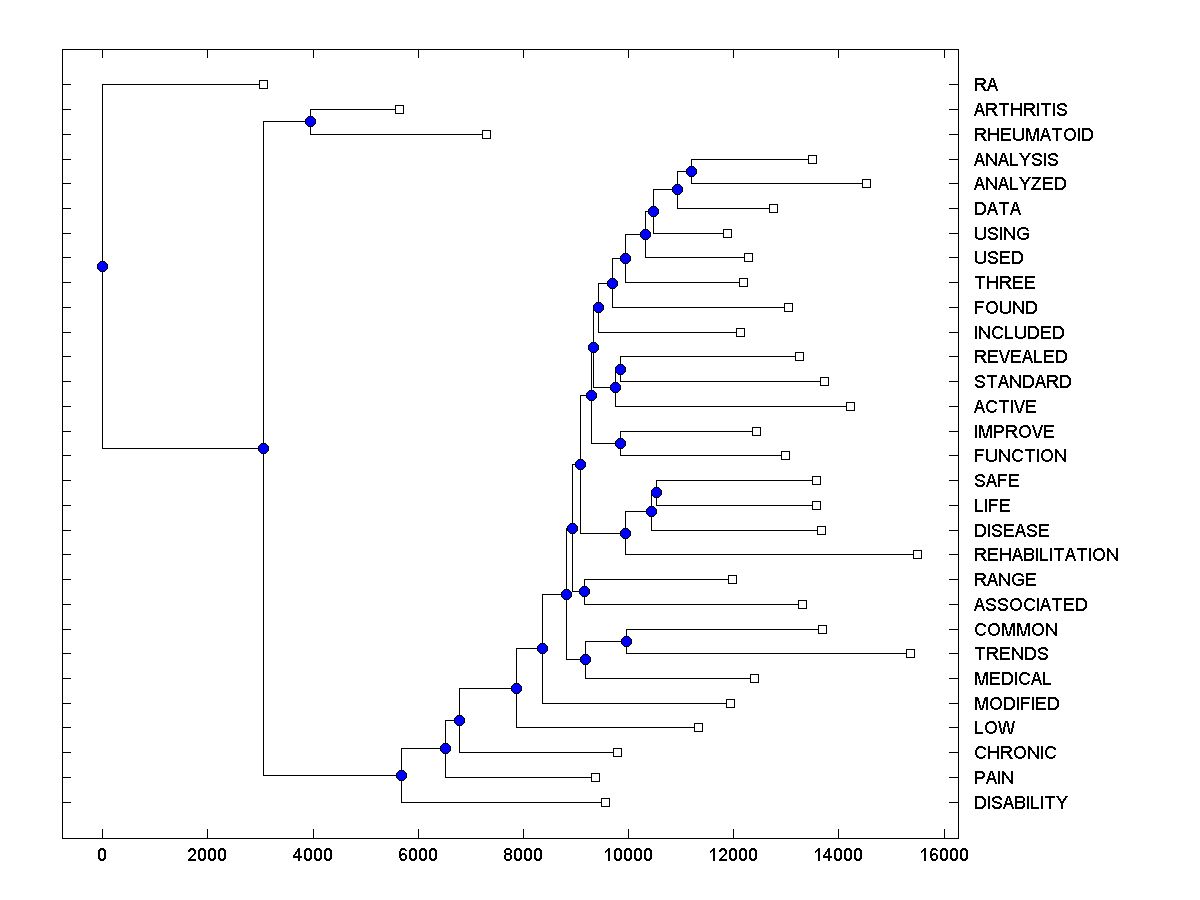 RA
ARTHRITIS
RHEUMATOID
ANALYSIS
ANALYZED
DATA
USING
USED
THREE
FOUND
INCLUDED
REVEALED
STANDARD
ACTIVE
IMPROVE
FUNCTION
SAFE
LIFE
DISEASE
REHABILITATION
RANGE
ASSOCIATED
COMMON
TRENDS
MEDICAL
MODIFIED
LOW
CHRONIC
PAIN
DISABILITY
0 2000 4000 6000 8000 10000 12000 14000 16000